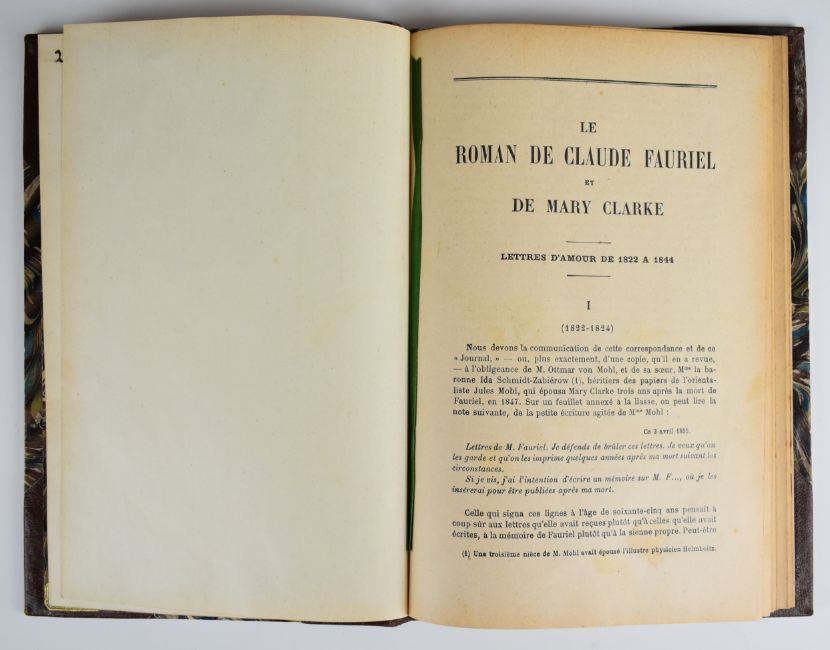 2
LE
ROMAN DE CLAUDE FAURIEL
ET
DE MARY CLARKE
LETTRES D'AMOUR DE 1822 A 1844
I
(1822-1824)
Nous devons la communication de cette correspondance et de ce
« Journal, » — ou, plus exactement, d'une copie, qu'il en a revue,
— à l'obligeance de M. Ottmar von Mohl, et de sa sœur, Mme la ba-
ronne Ida Schmidt-Zabiérow (1), héritiers des papiers de l'orienta-
liste Jules Mohl, qui épousa Mary Clarke trois ans après la mort de
Fauriel, en 1847. Sur un feuillet annexé à la liasse, on peut lire la
note suivante, de la petite écriture agitée de Mme Mohl :
Ce 3 avril 1855.
Lettres de M. Fauriel. Je défends de brûler ces lettres. Je veux qu'on
les garde et qu'on les imprime quelques années après ma mort suivant les
circonstances.
Si je vis, j'ai l'intention d'écrire un mémoire sur M. F..., où je les
insérerai pour être publiées après ma mort.
Celle qui signa ces lignes à l'âge de soixante-cinq ans pensait à
coup sûr aux lettres qu'elle avait reçues plutôt qu'à celles qu'elle avait
écrites, à la mémoire de Fauriel plutôt qu'à la sienne propre. Peut-être
(1) Une troisième nièce de M. Mohl avait épousé l'illustre physicien Helmholtz.